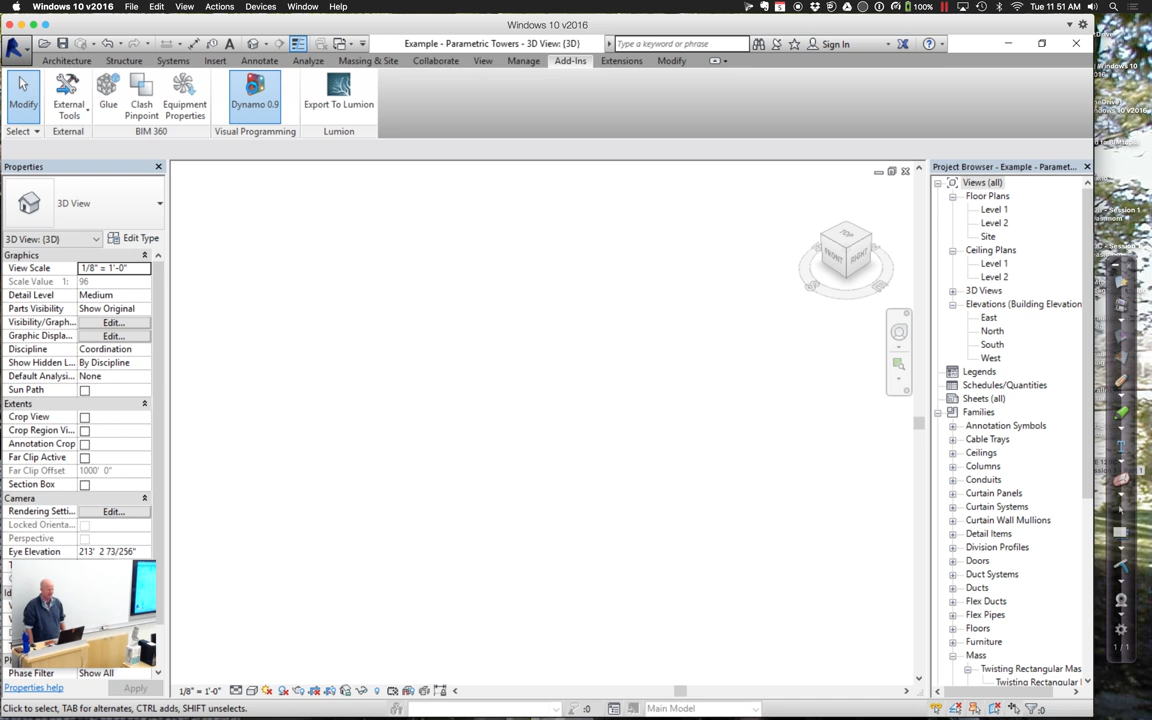 Windows 10 v2016 File Edit View Actions Devices Window Help 100% Tue 11:51 AM
Windows 10 v2016
Example - Parametric Towers - 3D View: {3D} Type a keyword or phrase Sign In
Architecture Structure Systems Insert Annotate Analyze Massing & Site Collaborate View Manage Add-Ins Extensions Modify
Modify External Tools Glue Clash Pinpoint Equipment Properties Dynamo 0.9 Export To Lumion
Select External BIM 360 Visual Programming Lumion
Properties
3D View
3D View: {3D} Edit Type
Graphics
View Scale 1/8" = 1'-0"
Scale Value 1: 96
Detail Level Medium
Parts Visibility Show Original
Visibility/Graph... Edit...
Graphic Displa... Edit...
Discipline Coordination
Show Hidden L... By Discipline
Default Analysi... None
Sun Path
Extents
Crop View
Crop Region Vi...
Annotation Crop
Far Clip Active
Far Clip Offset 1000' 0"
Section Box
Camera
Rendering Setti... Edit...
Locked Orienta...
Perspective
Eye Elevation 213' 2 73/256"
Phase Filter Show All
Properties help Apply
TOP
FRONT RIGHT
Project Browser - Example - Paramet...
Views (all)
Floor Plans
Level 1
Level 2
Site
Ceiling Plans
Level 1
Level 2
3D Views
Elevations (Building Elevation
East
North
South
West
Legends
Schedules/Quantities
Sheets (all)
Families
Annotation Symbols
Cable Trays
Ceilings
Columns
Conduits
Curtain Panels
Curtain Systems
Curtain Wall Mullions
Detail Items
Division Profiles
Doors
Duct Systems
Ducts
Flex Ducts
Flex Pipes
Floors
Furniture
Mass
Twisting Rectangular Mas
Twisting Rectangular
1 / 1
1/8" = 1'-0"
Click to select, TAB for alternates, CTRL adds, SHIFT unselects. :0 Main Model :0